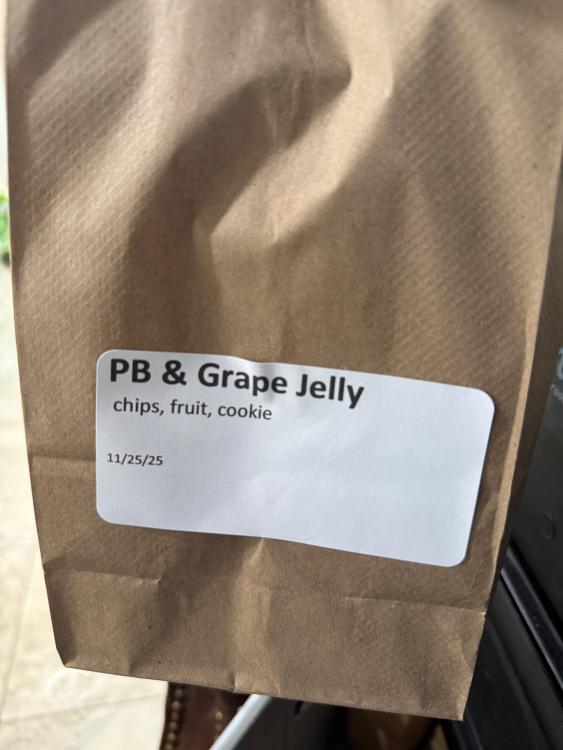 PB & Grape Jelly
chips, fruit, cookie
11/25/25